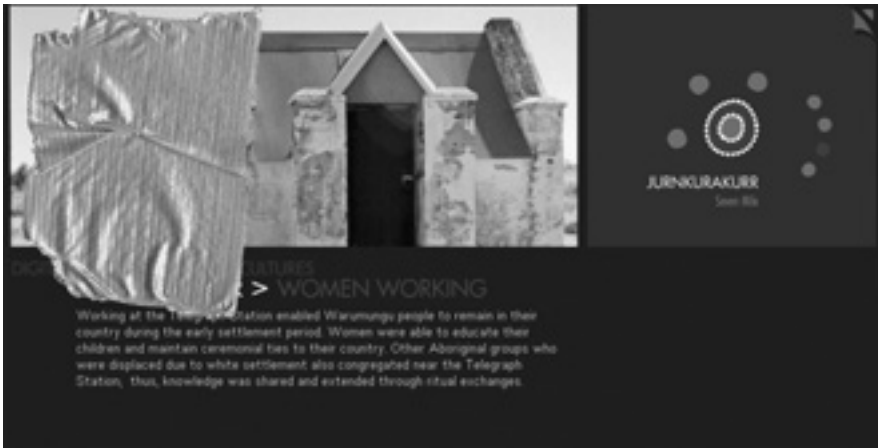 JURNKURAKURR
CULTURES
> WOMEN WORKING
Working at the Telegraph Station enabled Warumungu people to remain in their
country during the early settlement period. Women were able to educate their
children and maintain ceremonial ties to their country. Other Aboriginal groups who
were displaced due to white settlement also congregated near the Telegraph
Station, thus, knowledge was shared and extended through ritual exchanges.